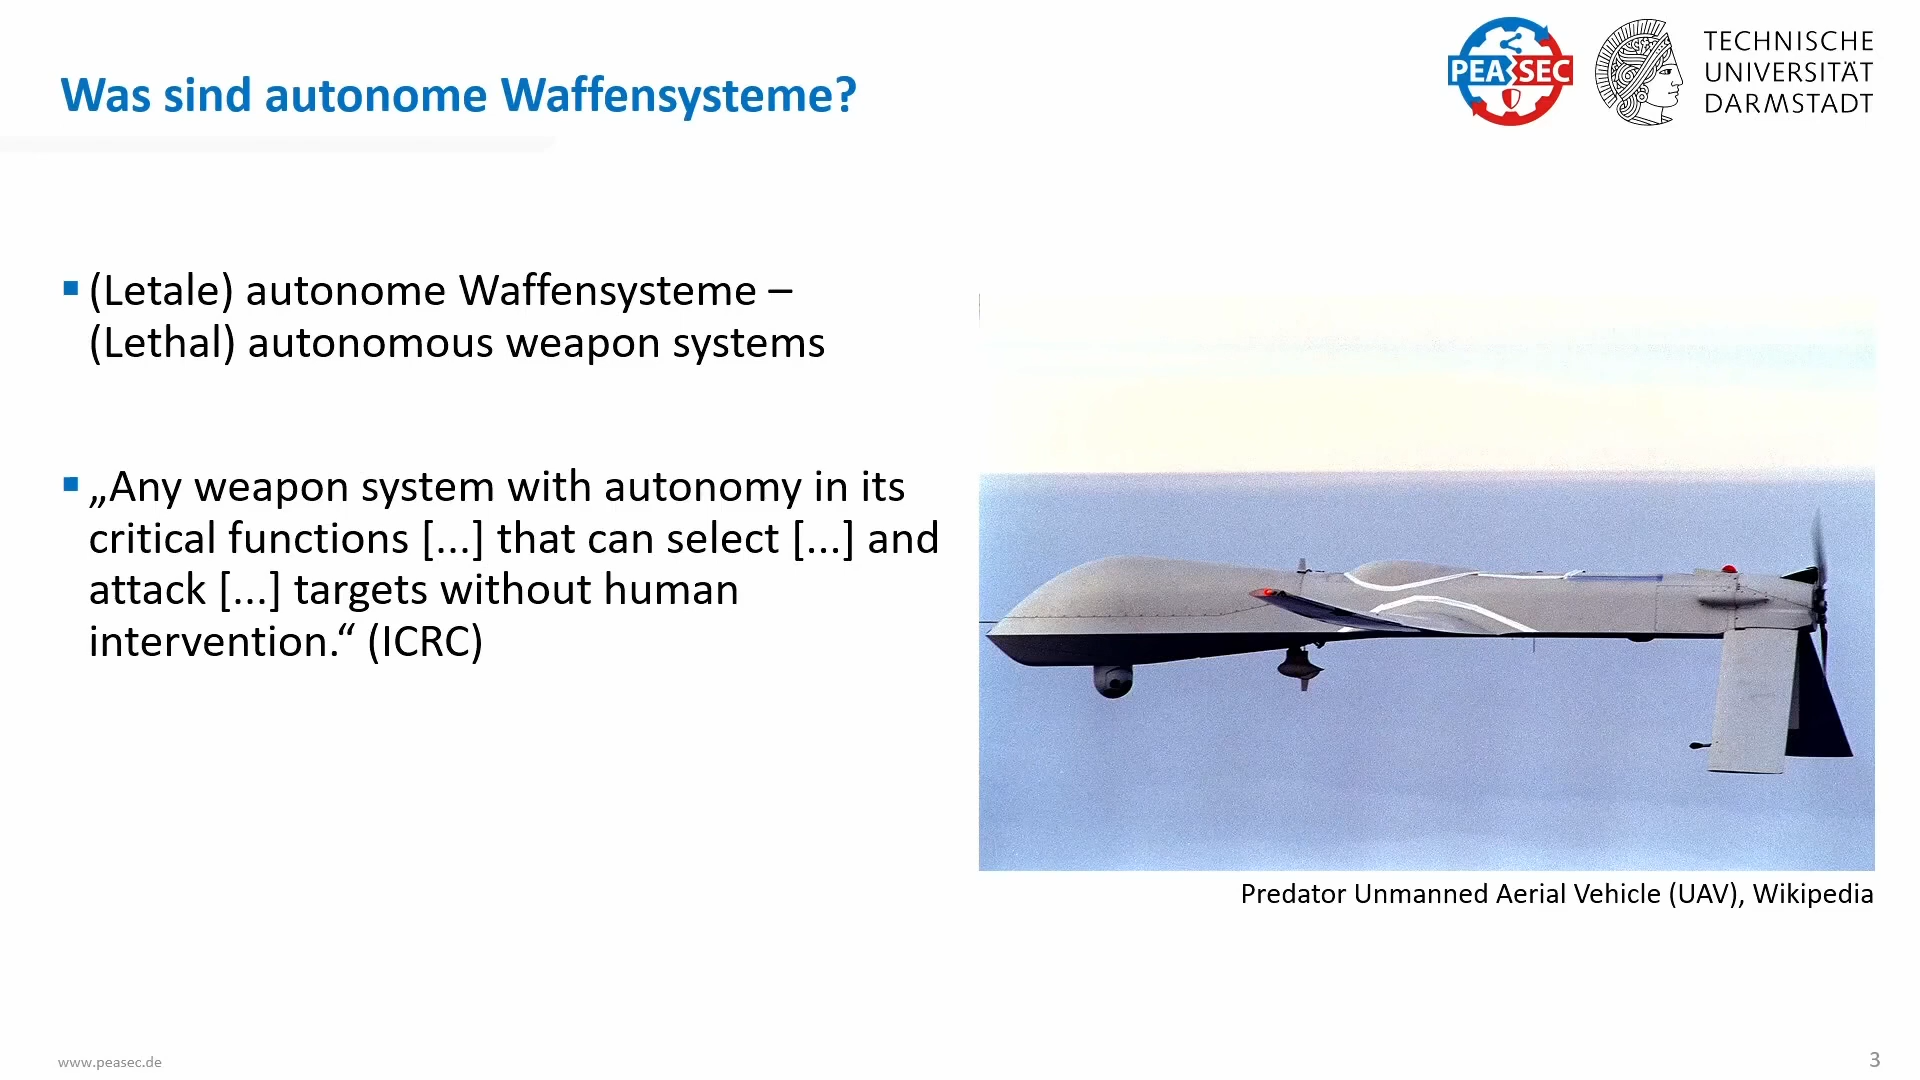 Was sind autonome Waffensysteme?
PEASEC
TECHNISCHE
UNIVERSITÄT
DARMSTADT
(Letale) autonome Waffensysteme –
(Lethal) autonomous weapon systems
„Any weapon system with autonomy in its
critical functions [...] that can select [...] and
attack [...] targets without human
intervention.“ (ICRC)
Predator Unmanned Aerial Vehicle (UAV), Wikipedia
www.peasec.de
3